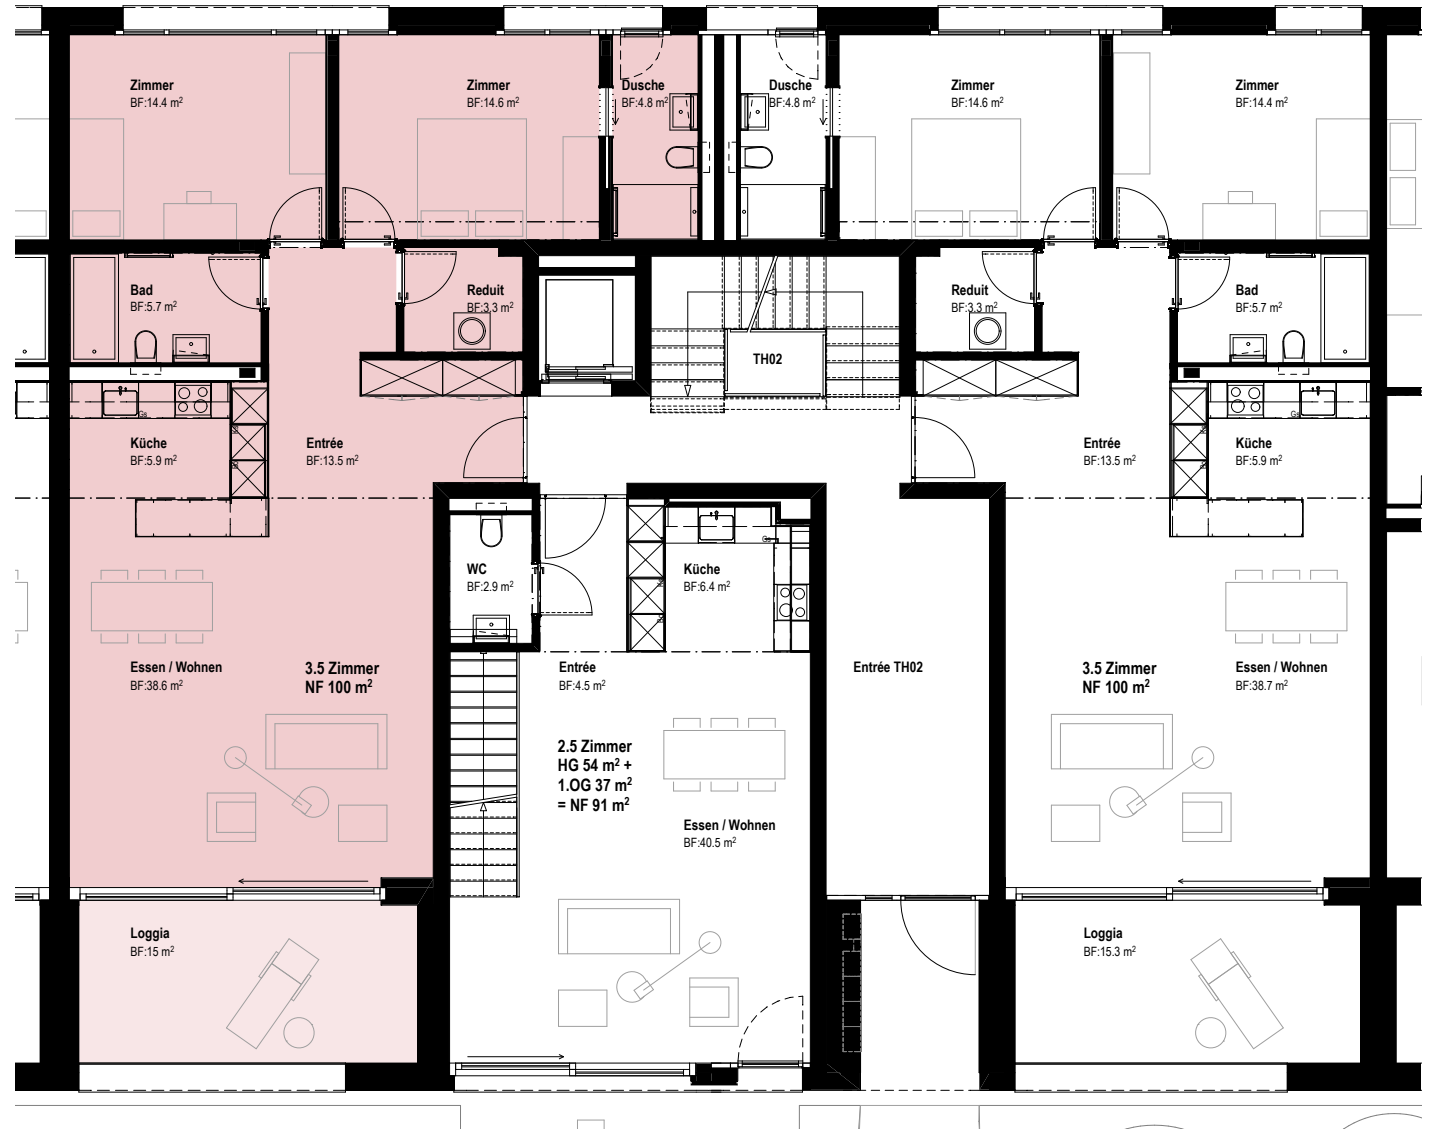 Zimmer
BF:14.4 m²
Zimmer
BF:14.6 m²
Dusche
BF:4.8 m²
Dusche
BF:4.8 m²
Zimmer
BF:14.6 m²
Zimmer
BF:14.4 m²
Bad
BF:5.7 m²
Reduit
BF:3.3 m²
TH02
Reduit
BF:3.3 m²
Bad
BF:5.7 m²
Gs
Küche
BF:5.9 m²
Entrée
BF:13.5 m²
Entrée
BF:13.5 m²
Gs
Küche
BF:5.9 m²
WC
BF:2.9 m²
Gs
Küche
BF:6.4 m²
Essen / Wohnen
BF:38.6 m²
3.5 Zimmer
NF 100 m²
Entrée
BF:4.5 m²
Entrée TH02
3.5 Zimmer
NF 100 m²
Essen / Wohnen
BF:38.7 m²
2.5 Zimmer
HG 54 m² +
1.OG 37 m²
= NF 91 m²
Essen / Wohnen
BF:40.5 m²
Loggia
BF:15 m²
Loggia
BF:15.3 m²